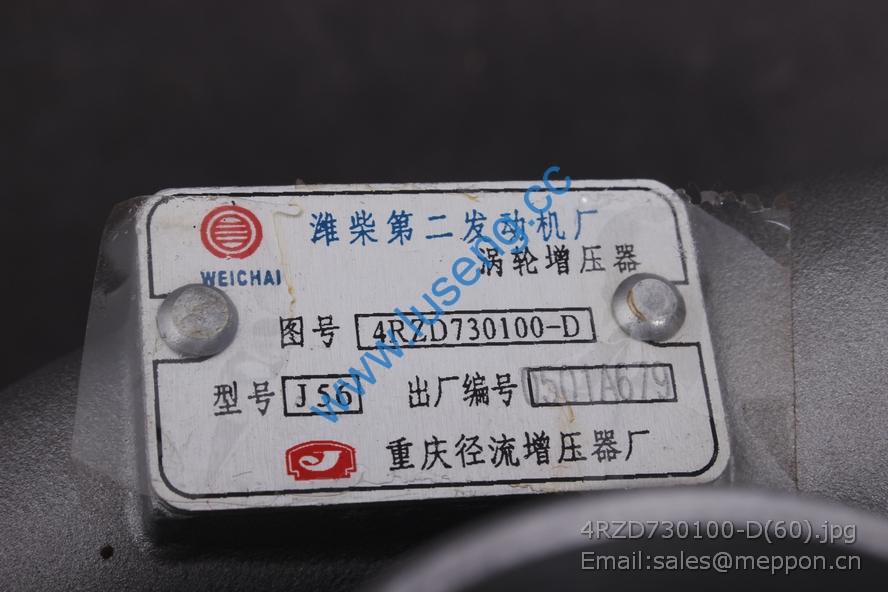 潍柴第二发动机厂
WEICHAI
涡轮增压器
图号 4RZD730100-D
型号 J56 出厂编号 0501A679
重庆径流增压器厂
www.luseng.cc
4RZD730100-D(60).jpg
Email:sales@meppon.cn